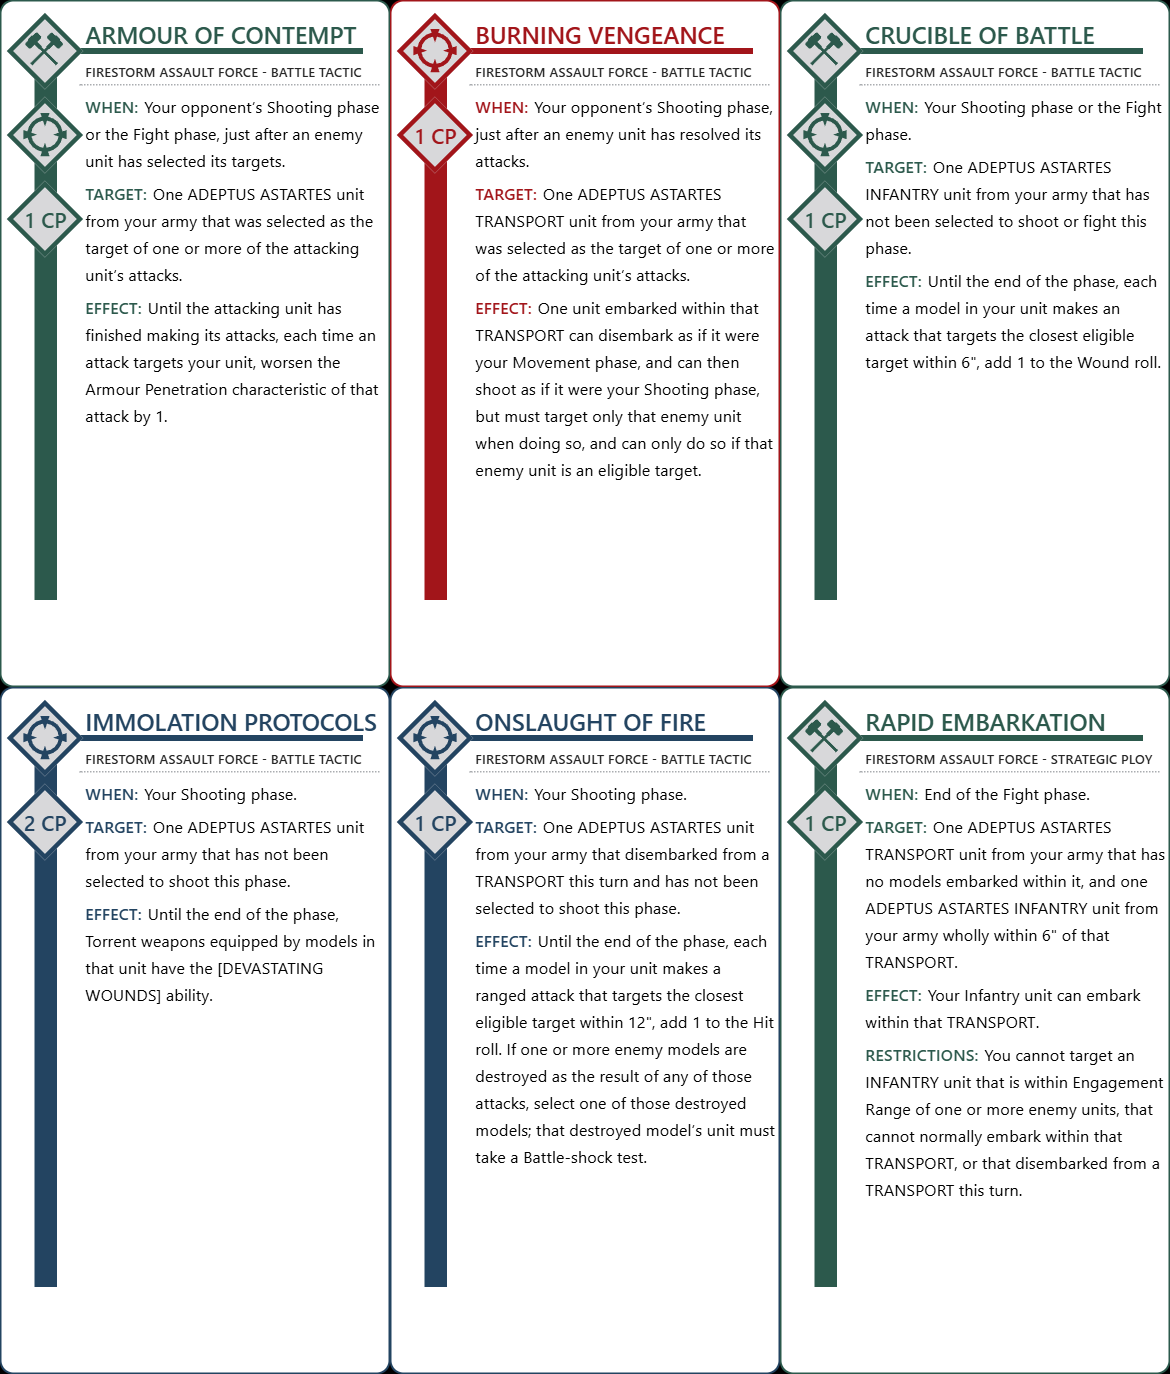 ARMOUR OF CONTEMPT
FIRESTORM ASSAULT FORCE - BATTLE TACTIC
1 CP
WHEN: Your opponent's Shooting phase
or the Fight phase, just after an enemy
unit has selected its targets.
TARGET: One ADEPTUS ASTARTES unit
from your army that was selected as the
target of one or more of the attacking
unit's attacks.
EFFECT: Until the attacking unit has
finished making its attacks, each time an
attack targets your unit, worsen the
Armour Penetration characteristic of that
attack by 1.
BURNING VENGEANCE
FIRESTORM ASSAULT FORCE - BATTLE TACTIC
1 CP
WHEN: Your opponent's Shooting phase,
just after an enemy unit has resolved its
attacks.
TARGET: One ADEPTUS ASTARTES
TRANSPORT unit from your army that
was selected as the target of one or more
of the attacking unit's attacks.
EFFECT: One unit embarked within that
TRANSPORT can disembark as if it were
your Movement phase, and can then
shoot as if it were your Shooting phase,
but must target only that enemy unit
when doing so, and can only do so if that
enemy unit is an eligible target.
CRUCIBLE OF BATTLE
FIRESTORM ASSAULT FORCE - BATTLE TACTIC
1 CP
WHEN: Your Shooting phase or the Fight
phase.
TARGET: One ADEPTUS ASTARTES
INFANTRY unit from your army that has
not been selected to shoot or fight this
phase.
EFFECT: Until the end of the phase, each
time a model in your unit makes an
attack that targets the closest eligible
target within 6", add 1 to the Wound roll.
IMMOLATION PROTOCOLS
FIRESTORM ASSAULT FORCE - BATTLE TACTIC
2 CP
WHEN: Your Shooting phase.
TARGET: One ADEPTUS ASTARTES unit
from your army that has not been
selected to shoot this phase.
EFFECT: Until the end of the phase,
Torrent weapons equipped by models in
that unit have the [DEVASTATING
WOUNDS] ability.
ONSLAUGHT OF FIRE
FIRESTORM ASSAULT FORCE - BATTLE TACTIC
1 CP
WHEN: Your Shooting phase.
TARGET: One ADEPTUS ASTARTES unit
from your army that disembarked from a
TRANSPORT this turn and has not been
selected to shoot this phase.
EFFECT: Until the end of the phase, each
time a model in your unit makes a
ranged attack that targets the closest
eligible target within 12", add 1 to the Hit
roll. If one or more enemy models are
destroyed as the result of any of those
attacks, select one of those destroyed
models; that destroyed model's unit must
take a Battle-shock test.
RAPID EMBARKATION
FIRESTORM ASSAULT FORCE - STRATEGIC PLOY
1 CP
WHEN: End of the Fight phase.
TARGET: One ADEPTUS ASTARTES
TRANSPORT unit from your army that has
no models embarked within it, and one
ADEPTUS ASTARTES INFANTRY unit from
your army wholly within 6" of that
TRANSPORT.
EFFECT: Your Infantry unit can embark
within that TRANSPORT.
RESTRICTIONS: You cannot target an
INFANTRY unit that is within Engagement
Range of one or more enemy units, that
cannot normally embark within that
TRANSPORT, or that disembarked from a
TRANSPORT this turn.